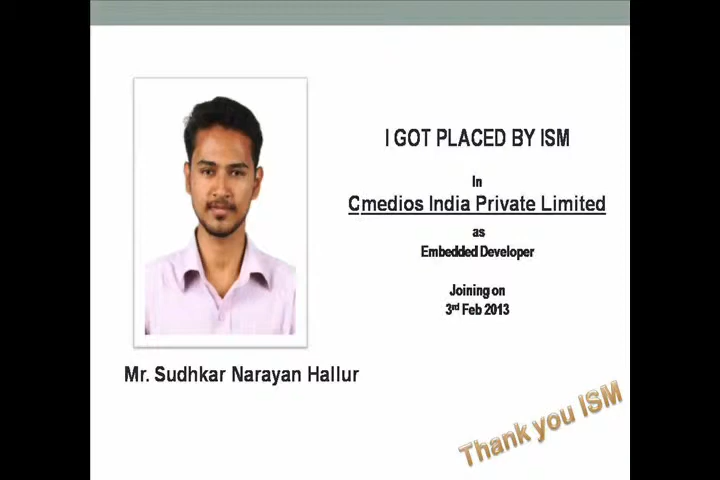 I GOT PLACED BY ISM
In
Cmedios India Private Limited
as
Embedded Developer
Joining on
3rd Feb 2013
Mr. Sudhkar Narayan Hallur
Thank you ISM